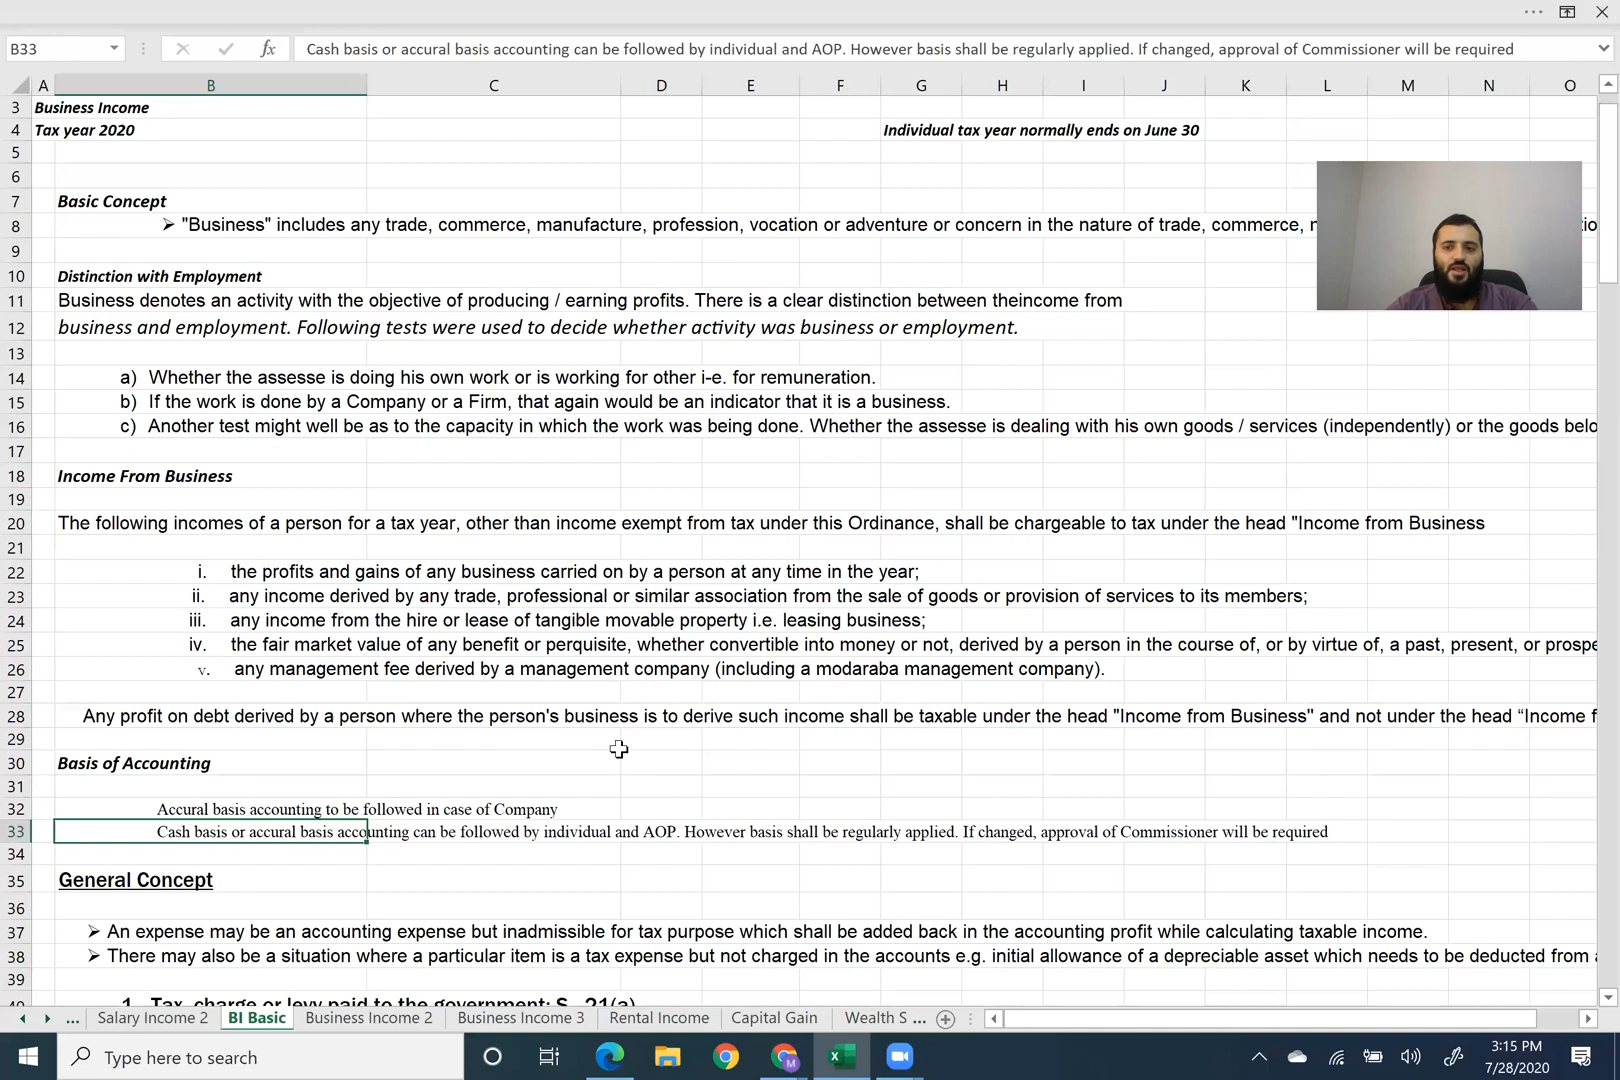 B33
fx
Cash basis or accural basis accounting can be followed by individual and AOP. However basis shall be regularly applied. If changed, approval of Commissioner will be required
A B C D E F G H I J K L M N O
3 Business Income
4 Tax year 2020 Individual tax year normally ends on June 30
5
6
7 Basic Concept
8 ➢ "Business" includes any trade, commerce, manufacture, profession, vocation or adventure or concern in the nature of trade, commerce,
9
10 Distinction with Employment
11 Business denotes an activity with the objective of producing / earning profits. There is a clear distinction between theincome from
12 business and employment. Following tests were used to decide whether activity was business or employment.
13
14 a) Whether the assesse is doing his own work or is working for other i-e. for remuneration.
15 b) If the work is done by a Company or a Firm, that again would be an indicator that it is a business.
16 c) Another test might well be as to the capacity in which the work was being done. Whether the assesse is dealing with his own goods / services (independently) or the goods belo
17
18 Income From Business
19
20 The following incomes of a person for a tax year, other than income exempt from tax under this Ordinance, shall be chargeable to tax under the head "Income from Business
21
22 i. the profits and gains of any business carried on by a person at any time in the year;
23 ii. any income derived by any trade, professional or similar association from the sale of goods or provision of services to its members;
24 iii. any income from the hire or lease of tangible movable property i.e. leasing business;
25 iv. the fair market value of any benefit or perquisite, whether convertible into money or not, derived by a person in the course of, or by virtue of, a past, present, or prospe
26 v. any management fee derived by a management company (including a modaraba management company).
27
28 Any profit on debt derived by a person where the person's business is to derive such income shall be taxable under the head "Income from Business" and not under the head “Income f
29
30 Basis of Accounting
31
32 Accural basis accounting to be followed in case of Company
33 Cash basis or accural basis accounting can be followed by individual and AOP. However basis shall be regularly applied. If changed, approval of Commissioner will be required
34
35 General Concept
36
37 ➢ An expense may be an accounting expense but inadmissible for tax purpose which shall be added back in the accounting profit while calculating taxable income.
38 ➢ There may also be a situation where a particular item is a tax expense but not charged in the accounts e.g. initial allowance of a depreciable asset which needs to be deducted from
39
40 1. Tax, charge or levy paid to the government; S. 21(a)
... Salary Income 2 BI Basic Business Income 2 Business Income 3 Rental Income Capital Gain Wealth S ...
Type here to search
3:15 PM
7/28/2020